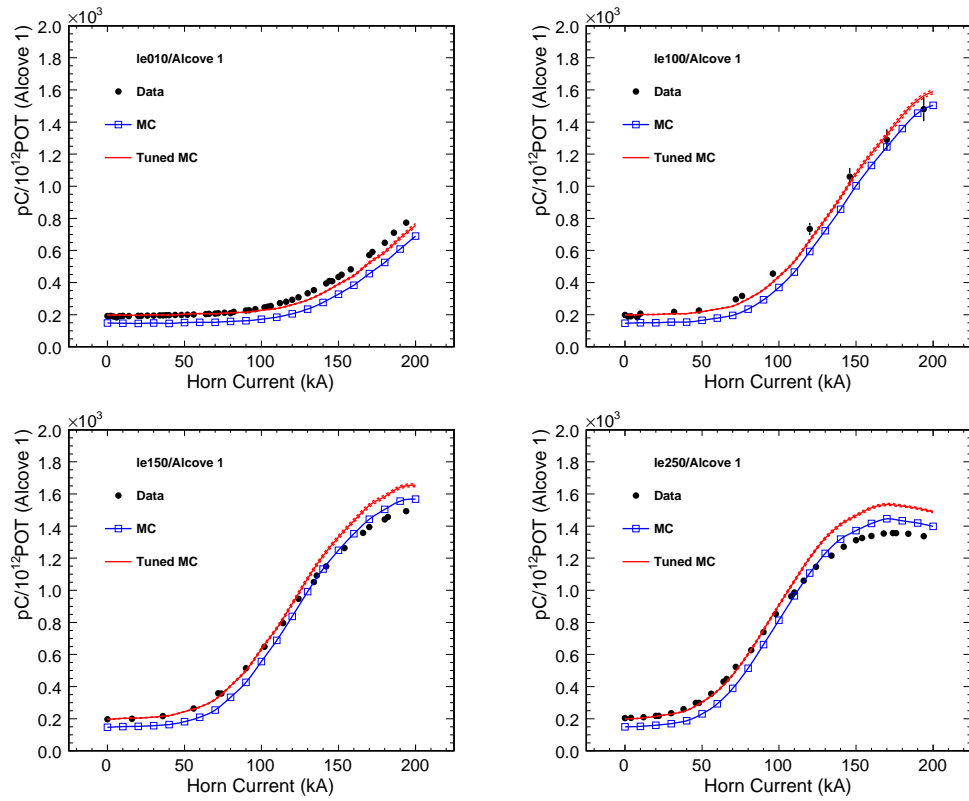 ×10³
pC/10¹²POT (Alcove 1)
2.0
1.8
1.6
1.4
1.2
1.0
0.8
0.6
0.4
0.2
0.0
le010/Alcove 1
Data
MC
Tuned MC
0 50 100 150 200
Horn Current (kA)
×10³
pC/10¹²POT (Alcove 1)
2.0
1.8
1.6
1.4
1.2
1.0
0.8
0.6
0.4
0.2
0.0
le100/Alcove 1
Data
MC
Tuned MC
0 50 100 150 200
Horn Current (kA)
×10³
pC/10¹²POT (Alcove 1)
2.0
1.8
1.6
1.4
1.2
1.0
0.8
0.6
0.4
0.2
0.0
le150/Alcove 1
Data
MC
Tuned MC
0 50 100 150 200
Horn Current (kA)
×10³
pC/10¹²POT (Alcove 1)
2.0
1.8
1.6
1.4
1.2
1.0
0.8
0.6
0.4
0.2
0.0
le250/Alcove 1
Data
MC
Tuned MC
0 50 100 150 200
Horn Current (kA)